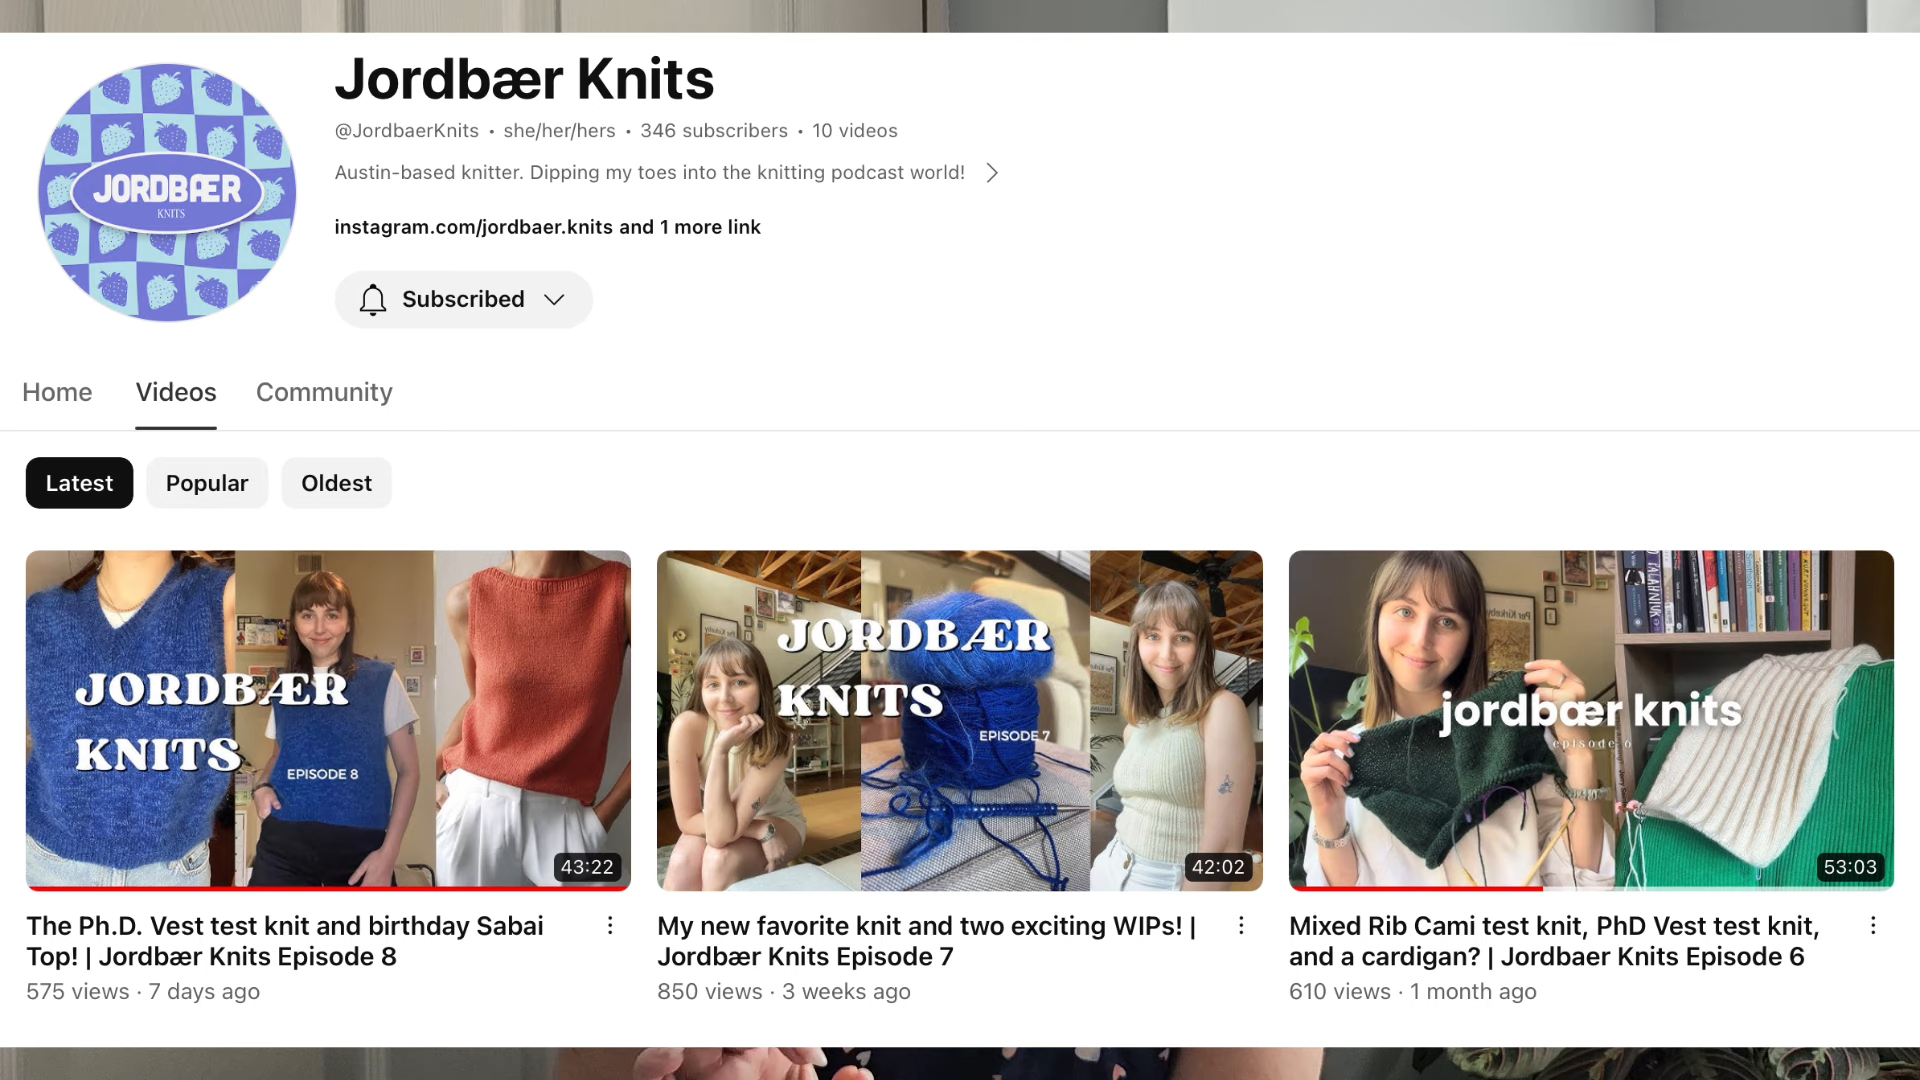 Jordbær Knits
@JordbaerKnits • she/her/hers • 346 subscribers • 10 videos
Austin-based knitter. Dipping my toes into the knitting podcast world!
instagram.com/jordbaer.knits and 1 more link
Subscribed
JORDBÆR
KNITS
Home Videos Community
Latest Popular Oldest
JORDBÆR
KNITS
EPISODE 8
43:22
JORDBÆR
KNITS
EPISODE 7
42:02
jordbær knits
episode 6
53:03
The Ph.D. Vest test knit and birthday Sabai
Top! | Jordbær Knits Episode 8
575 views · 7 days ago
My new favorite knit and two exciting WIPs! |
Jordbær Knits Episode 7
850 views · 3 weeks ago
Mixed Rib Cami test knit, PhD Vest test knit,
and a cardigan? | Jordbaer Knits Episode 6
610 views · 1 month ago